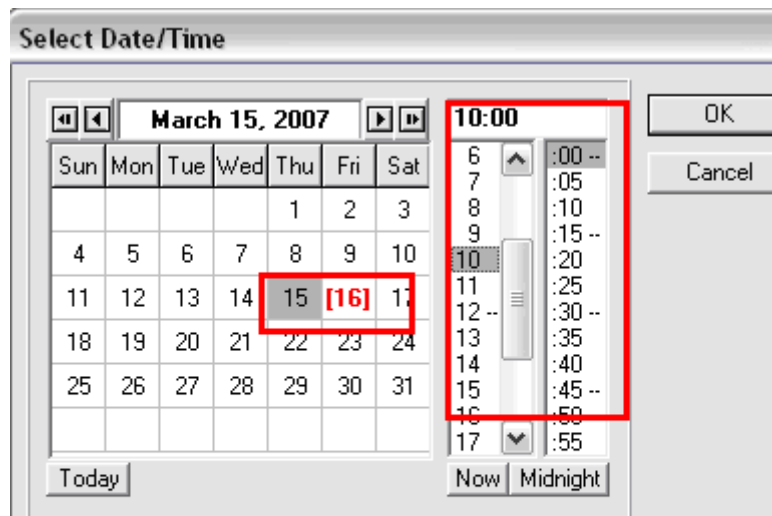 Select Date/Time
March 15, 2007
Sun Mon Tue Wed Thu Fri Sat
1 2 3
4 5 6 7 8 9 10
11 12 13 14 15 [16] 17
18 19 20 21 22 23 24
25 26 27 28 29 30 31
Today
10:00
6 :00 --
7 :05
8 :10
9 :15 --
10 :20
11 :25
12 -- :30 --
13 :35
14 :40
15 :45 --
16 :50
17 :55
Now Midnight
OK
Cancel